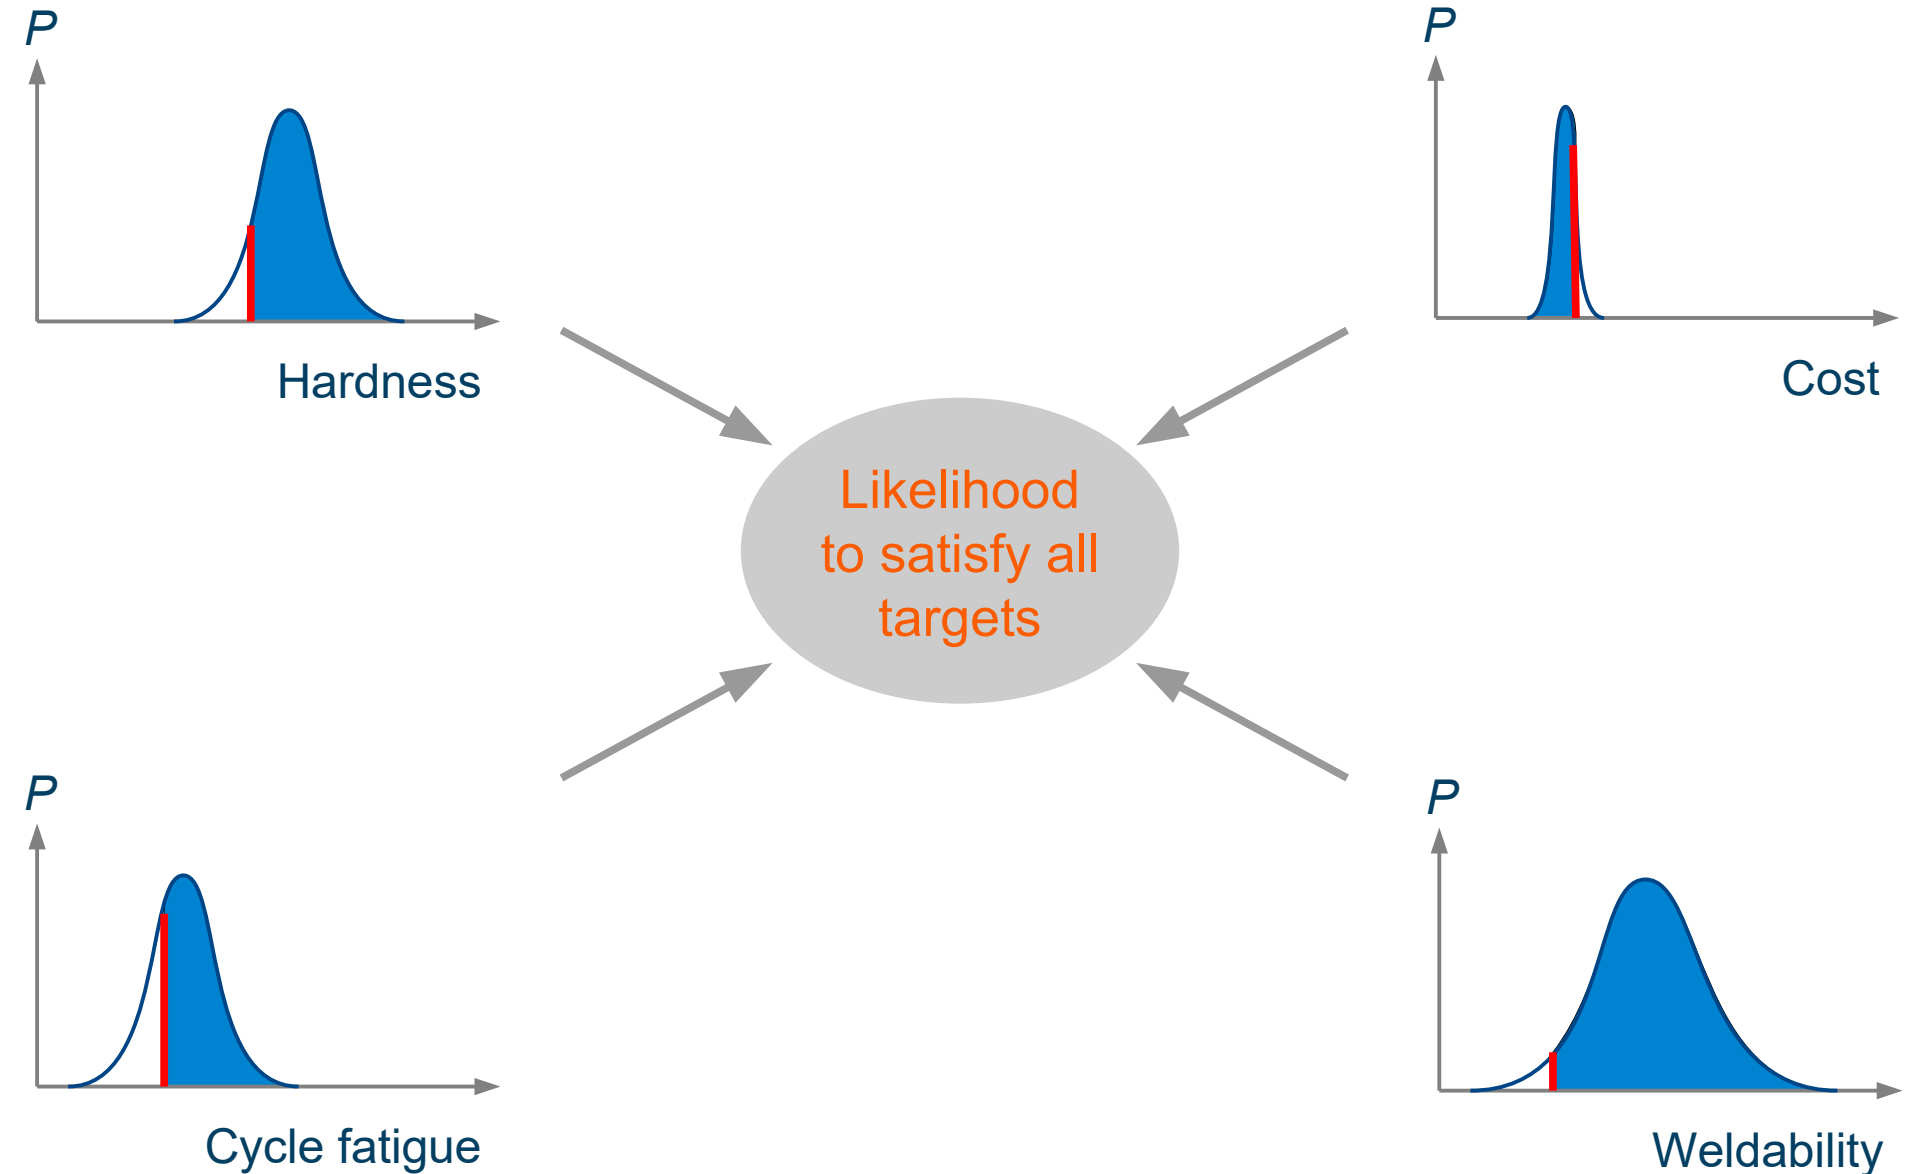 P
Hardness
P
Cost
Likelihood
to satisfy all
targets
P
Cycle fatigue
P
Weldability